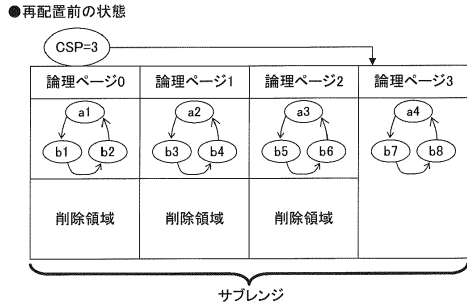 ●再配置前の状態
CSP=3
論理ページ0 論理ページ1 論理ページ2 論理ページ3
a1 a2 a3 a4
b1 b2 b3 b4 b5 b6 b7 b8
削除領域 削除領域 削除領域
サブレンジ